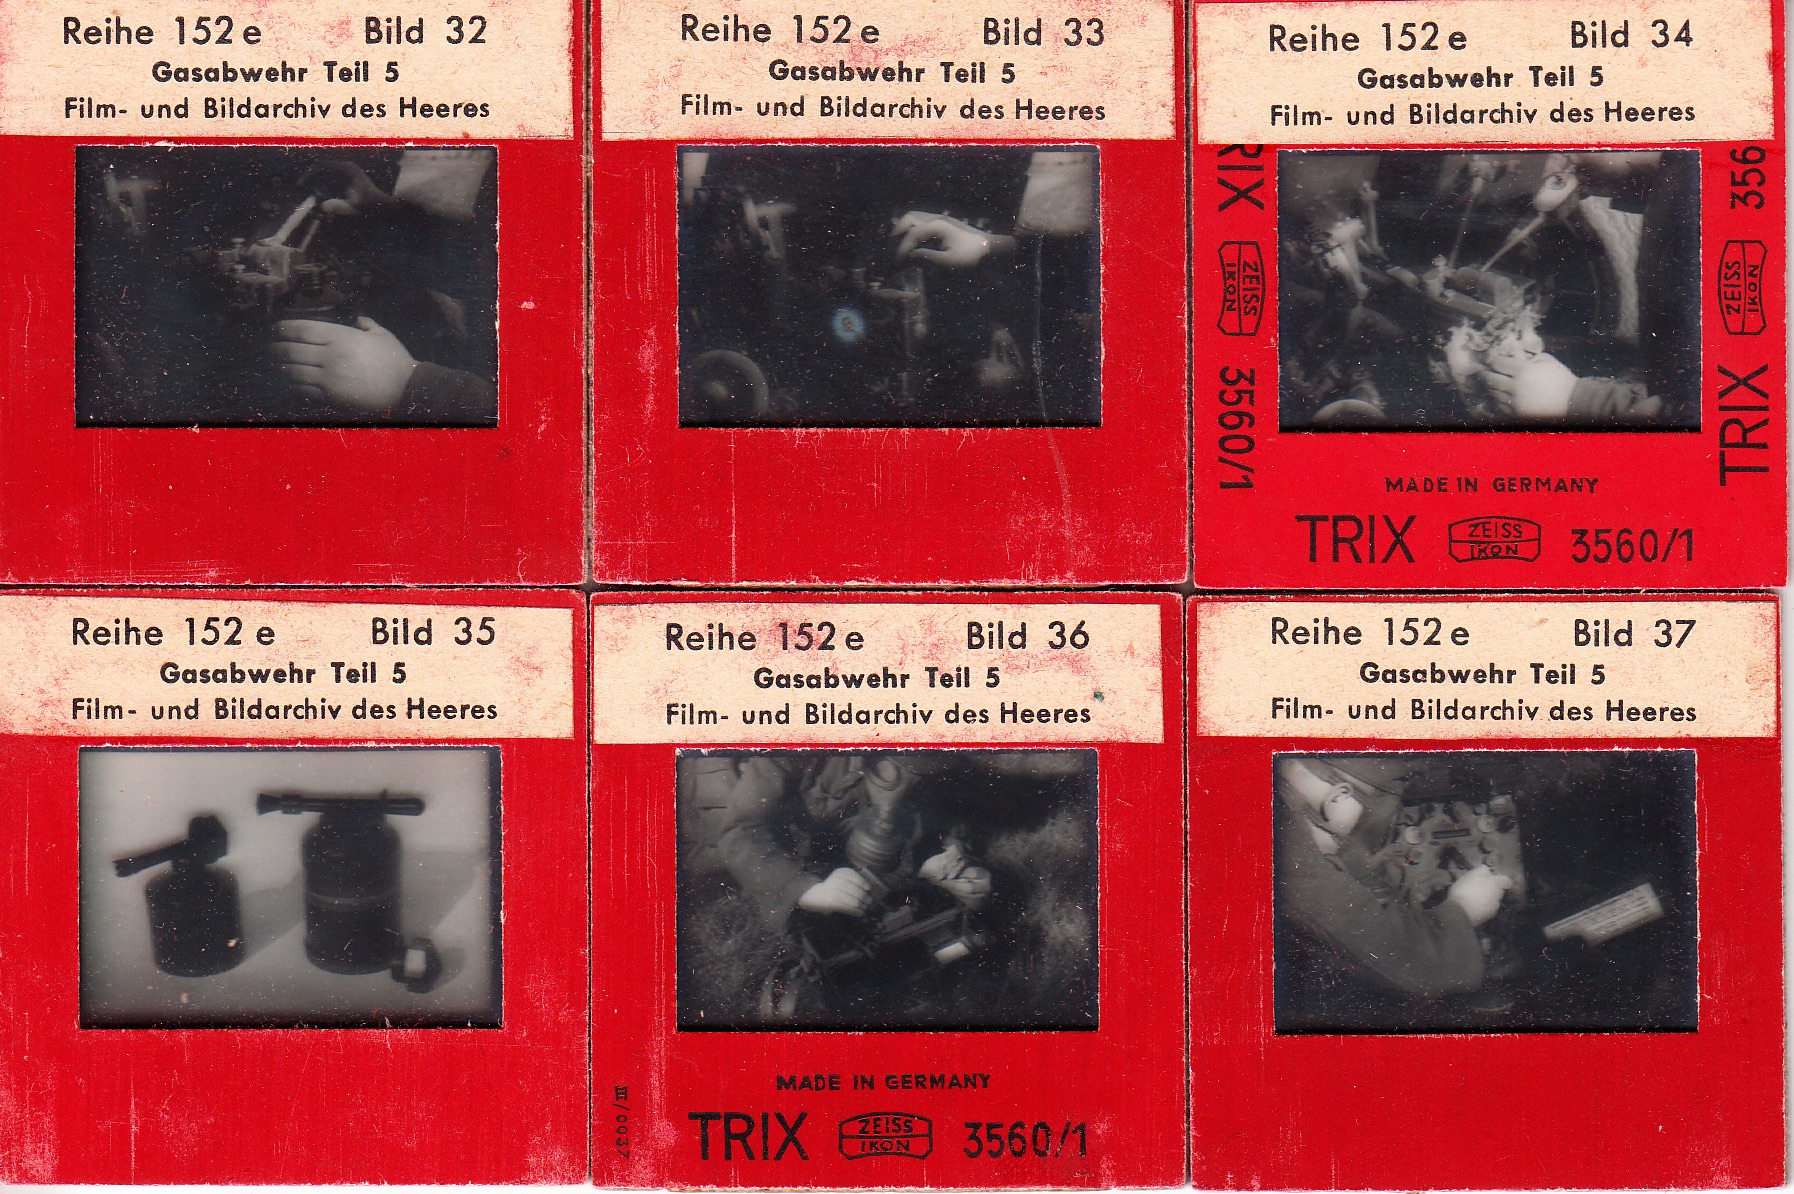 Reihe 152 e Bild 32
Gasabwehr Teil 5
Film- und Bildarchiv des Heeres
Reihe 152 e Bild 33
Gasabwehr Teil 5
Film- und Bildarchiv des Heeres
Reihe 152 e Bild 34
Gasabwehr Teil 5
Film- und Bildarchiv des Heeres
RIX ZEISS IKON 3560/1
TRIX ZEISS IKON 356
MADE IN GERMANY
TRIX ZEISS IKON 3560/1
Reihe 152 e Bild 35
Gasabwehr Teil 5
Film- und Bildarchiv des Heeres
Reihe 152 e Bild 36
Gasabwehr Teil 5
Film- und Bildarchiv des Heeres
III/0037
MADE IN GERMANY
TRIX ZEISS IKON 3560/1
Reihe 152 e Bild 37
Gasabwehr Teil 5
Film- und Bildarchiv des Heeres